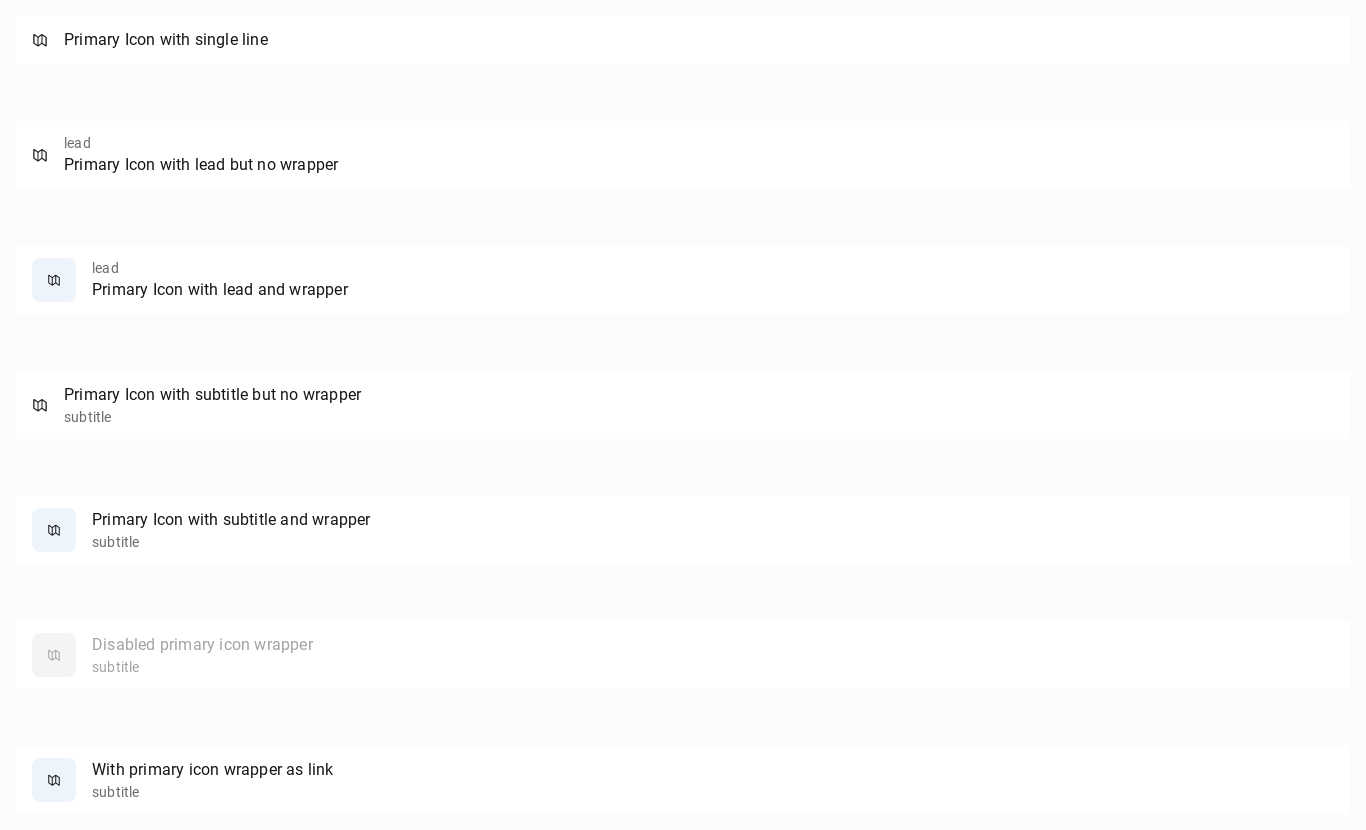 Primary Icon with single line
lead
Primary Icon with lead but no wrapper
lead
Primary Icon with lead and wrapper
Primary Icon with subtitle but no wrapper
subtitle
Primary Icon with subtitle and wrapper
subtitle
Disabled primary icon wrapper
subtitle
With primary icon wrapper as link
subtitle